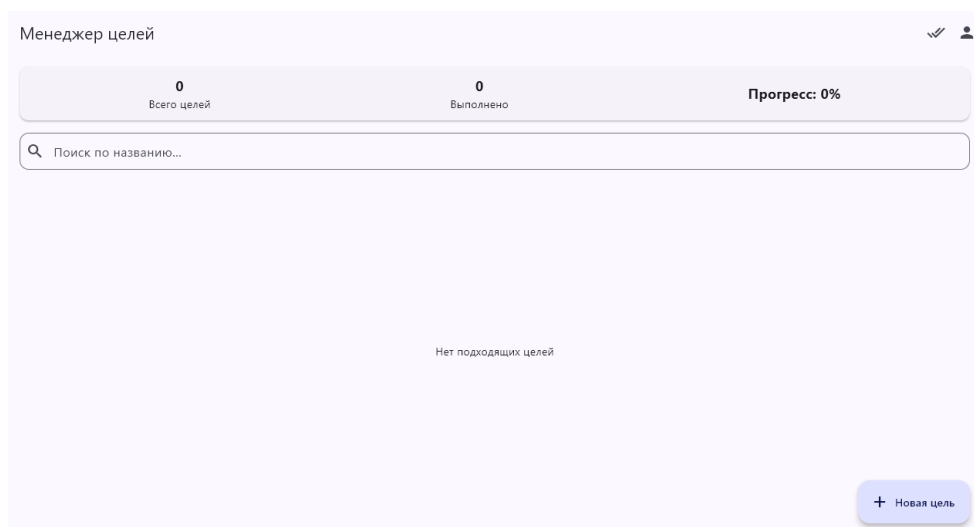 Менеджер целей
0
Всего целей
0
Выполнено
Прогресс: 0%
Поиск по названию...
Нет подходящих целей
Новая цель